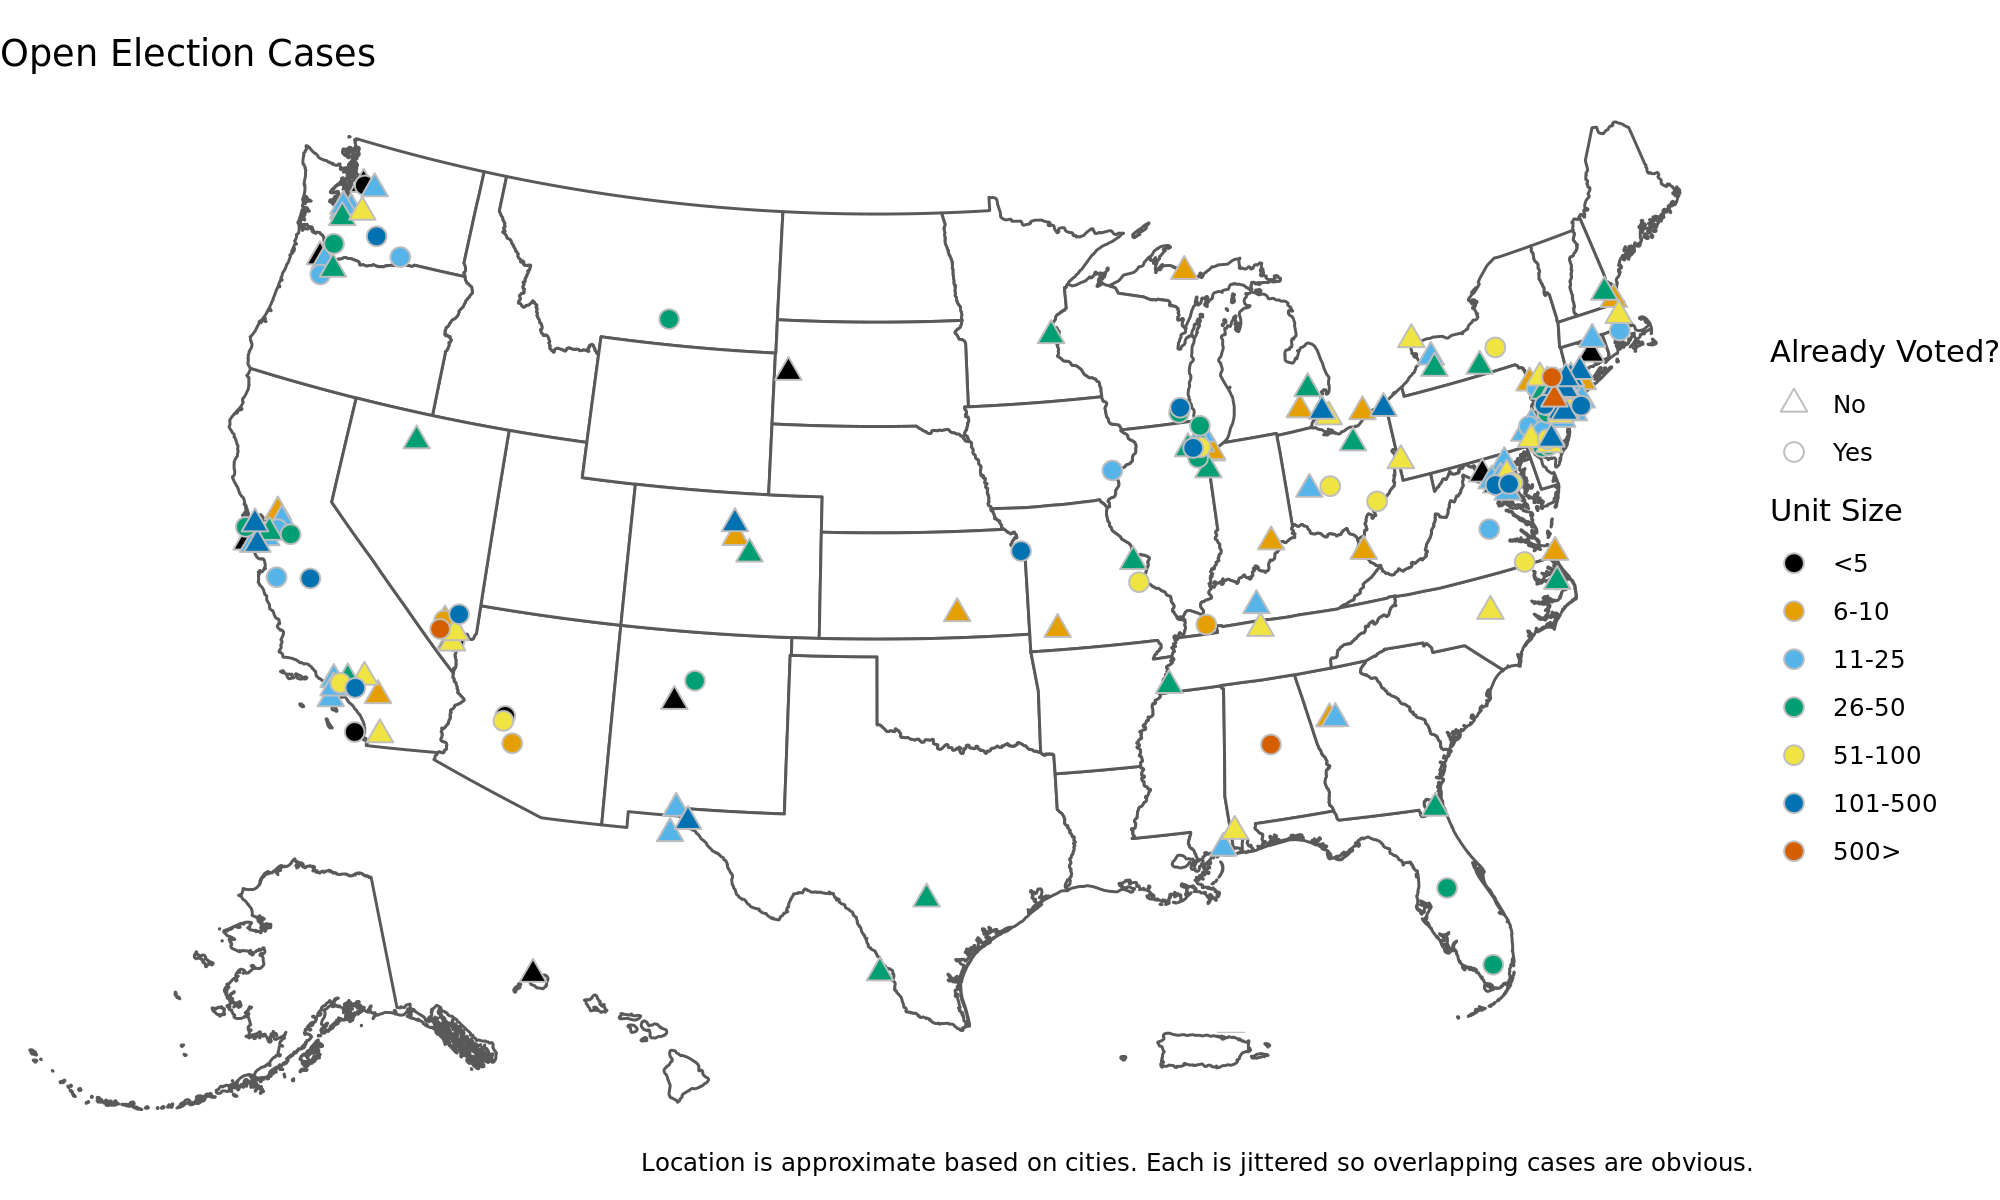 Open Election Cases
Already Voted?
No
Yes
Unit Size
<5
6-10
11-25
26-50
51-100
101-500
500>
Location is approximate based on cities. Each is jittered so overlapping cases are obvious.